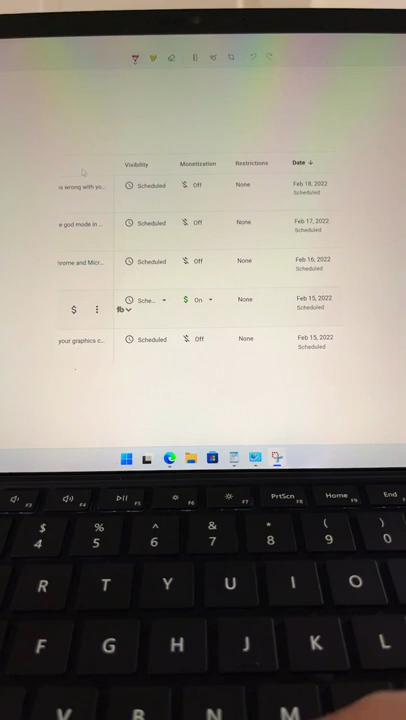 Visibility Monetization Restrictions Date ↓
is wrong with yo... Scheduled Off None Feb 18, 2022
Scheduled
e god mode in ... Scheduled Off None Feb 17, 2022
Scheduled
hrome and Micr... Scheduled Off None Feb 16, 2022
Scheduled
$ Sche... $ On None Feb 15, 2022
Scheduled
your graphics c... Scheduled Off None Feb 15, 2022
Scheduled
F3 F4 F5 F6 F7 PrtScn F8 Home F9 End
$ % ^ & * ( )
4 5 6 7 8 9 0
R T Y U I O
F G H J K L
V B N M